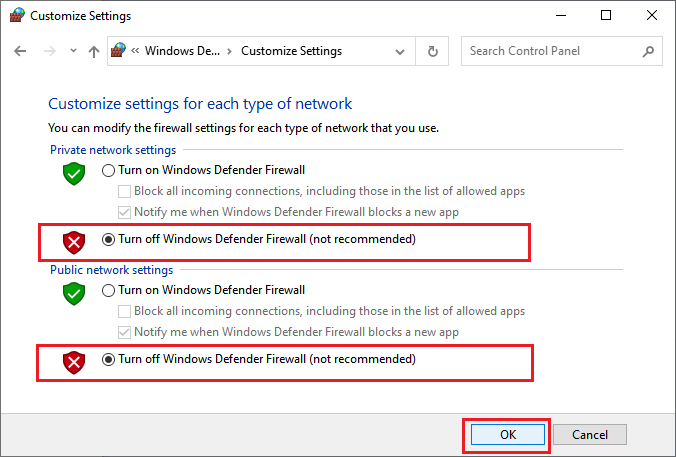 Customize Settings
« Windows De... › Customize Settings
Search Control Panel
Customize settings for each type of network
You can modify the firewall settings for each type of network that you use.
Private network settings
Turn on Windows Defender Firewall
Block all incoming connections, including those in the list of allowed apps
Notify me when Windows Defender Firewall blocks a new app
Turn off Windows Defender Firewall (not recommended)
Public network settings
Turn on Windows Defender Firewall
Block all incoming connections, including those in the list of allowed apps
Notify me when Windows Defender Firewall blocks a new app
Turn off Windows Defender Firewall (not recommended)
OK Cancel